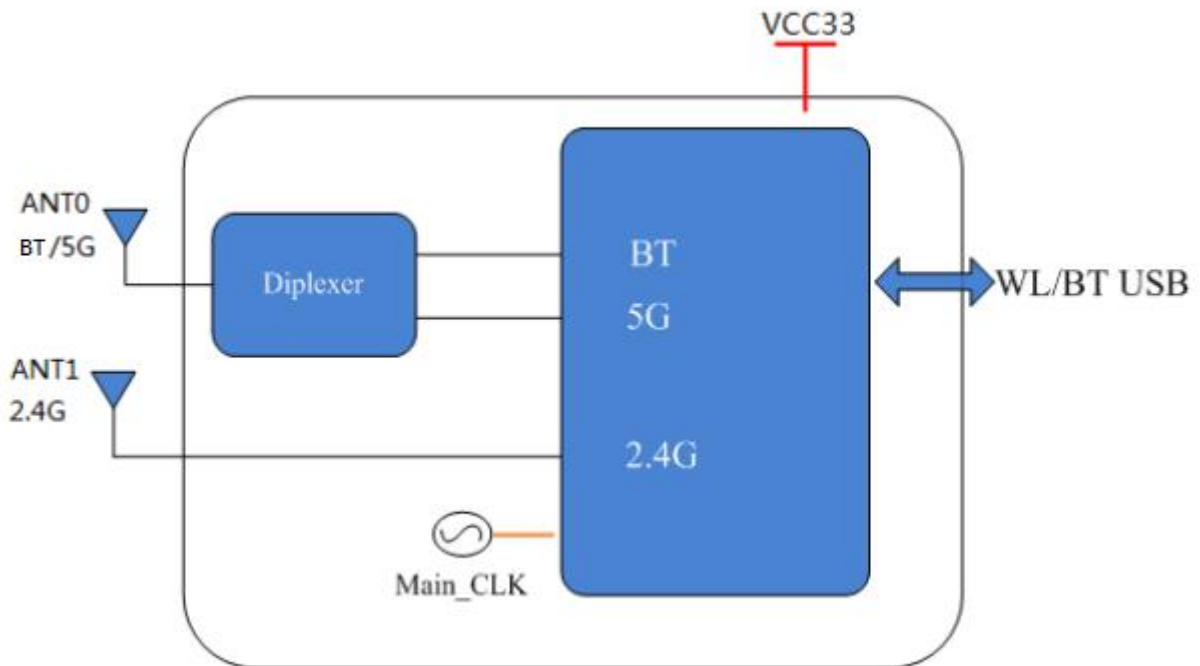 VCC33
ANT0
BT/5G
Diplexer
BT
5G
WL/BT USB
ANT1
2.4G
2.4G
Main_CLK